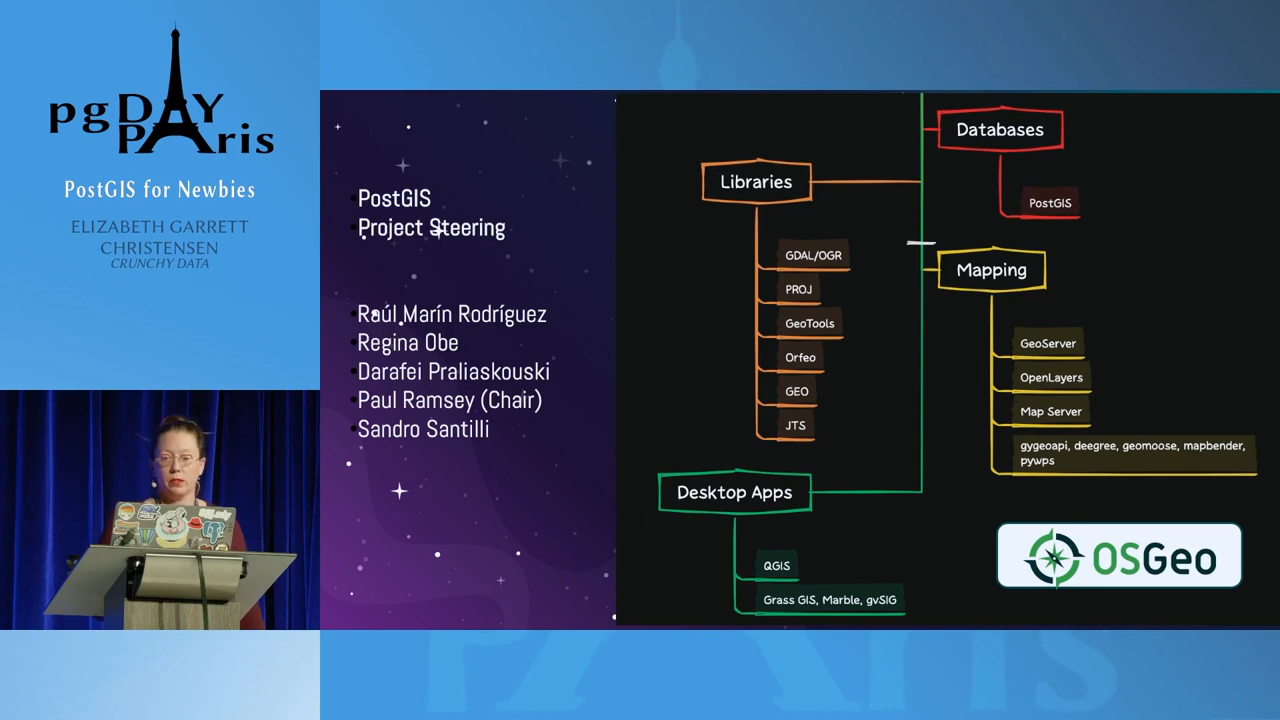 pgDAY
PAris
PostGIS for Newbies
ELIZABETH GARRETT
CHRISTENSEN
CRUNCHY DATA
PostGIS
Project Steering
Raúl Marín Rodríguez
Regina Obe
Darafei Praliaskouski
Paul Ramsey (Chair)
Sandro Santilli
Libraries
GDAL/OGR
PROJ
GeoTools
Orfeo
GEO
JTS
Desktop Apps
QGIS
Grass GIS, Marble, gvSIG
Databases
PostGIS
Mapping
GeoServer
OpenLayers
Map Server
gygeoapi, deegree, geomoose, mapbender,
pywps
OSGeo